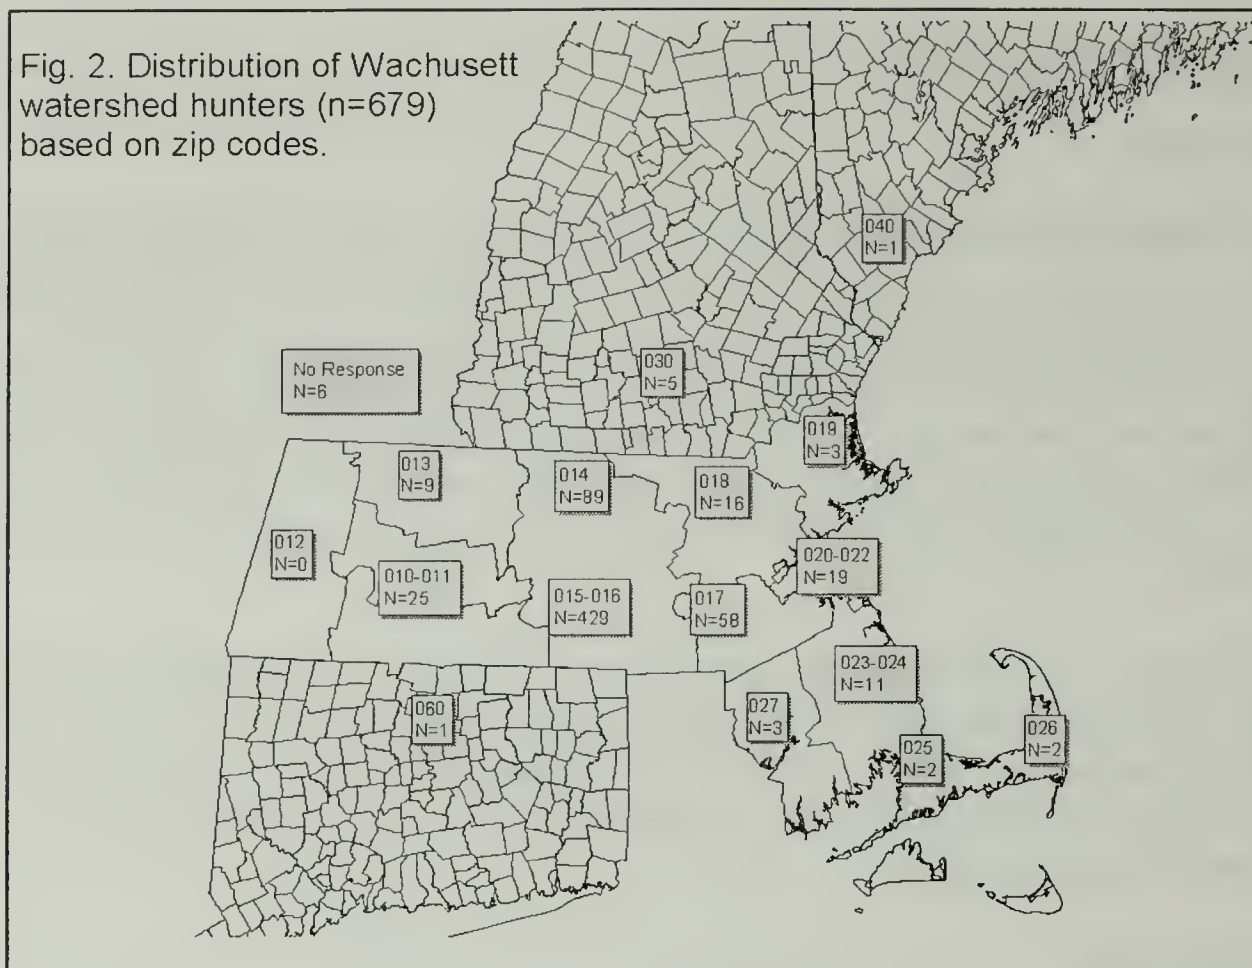 Fig. 2. Distribution of Wachusett
watershed hunters (n=679)
based on zip codes.
040
N=1
030
N=5
No Response
N=6
019
N=3
013
N=9
014
N=89
018
N=16
012
N=0
010-011
N=25
015-016
N=429
017
N=58
020-022
N=19
023-024
N=11
060
N=1
027
N=3
025
N=2
026
N=2